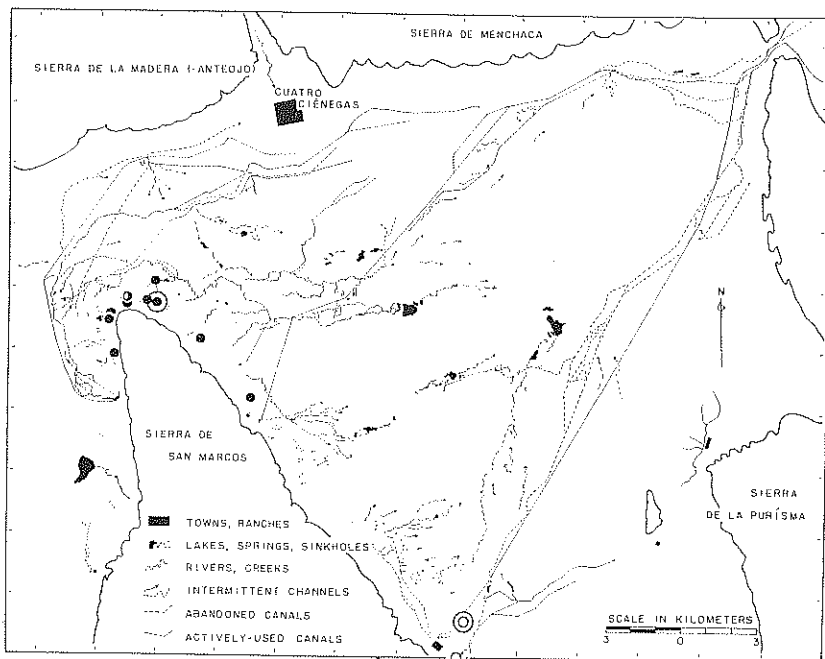 SIERRA DE MENCHACA
SIERRA DE LA MADERA (-ANTEOJO)
CUATRO
CIÉNEGAS
N
SIERRA DE
SAN MARCOS
SIERRA
DE LA PURÍSMA
TOWNS, RANCHES
LAKES, SPRINGS, SINKHOLES
RIVERS, CREEKS
INTERMITTENT CHANNELS
ABANDONED CANALS
ACTIVELY-USED CANALS
SCALE IN KILOMETERS
3 0 3